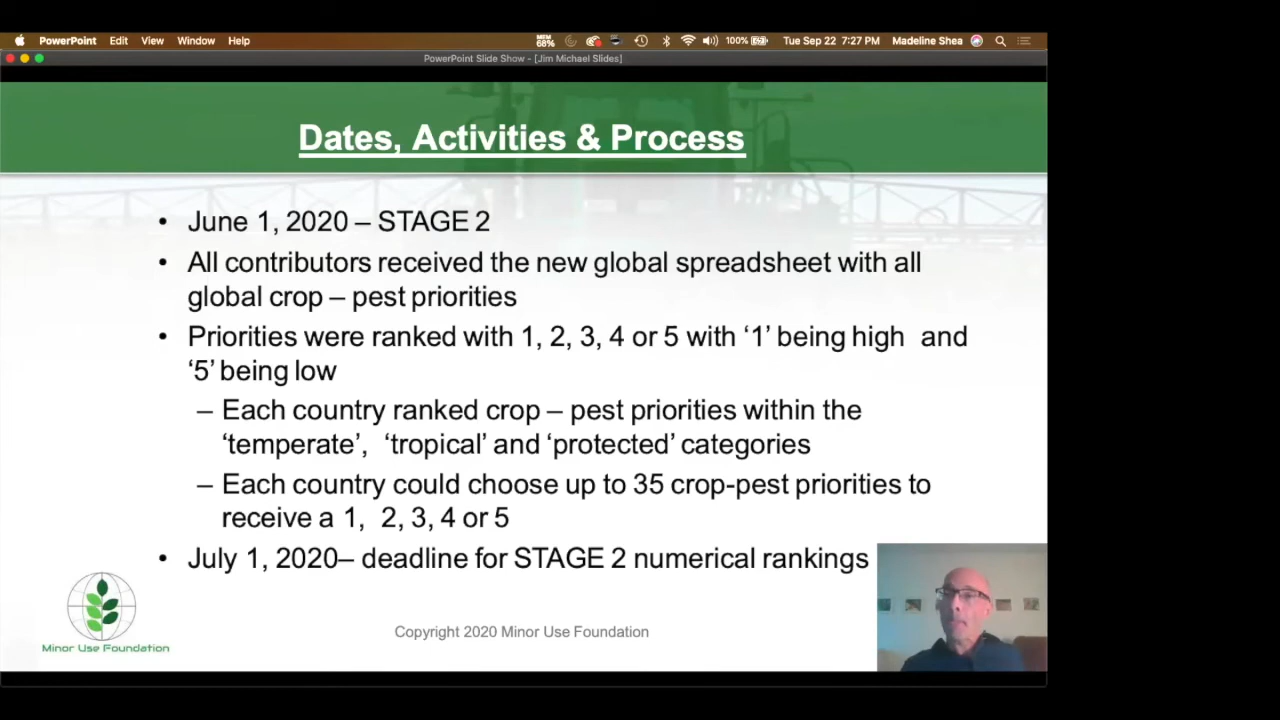 PowerPoint Edit View Window Help MEM 68% 100% Tue Sep 22 7:27 PM Madeline Shea
PowerPoint Slide Show - [Jim Michael Slides]
Dates, Activities & Process
• June 1, 2020 – STAGE 2
• All contributors received the new global spreadsheet with all
global crop – pest priorities
• Priorities were ranked with 1, 2, 3, 4 or 5 with ‘1’ being high and
‘5’ being low
– Each country ranked crop – pest priorities within the
‘temperate’, ‘tropical’ and ‘protected’ categories
– Each country could choose up to 35 crop-pest priorities to
receive a 1, 2, 3, 4 or 5
• July 1, 2020– deadline for STAGE 2 numerical rankings
Copyright 2020 Minor Use Foundation
Minor Use Foundation